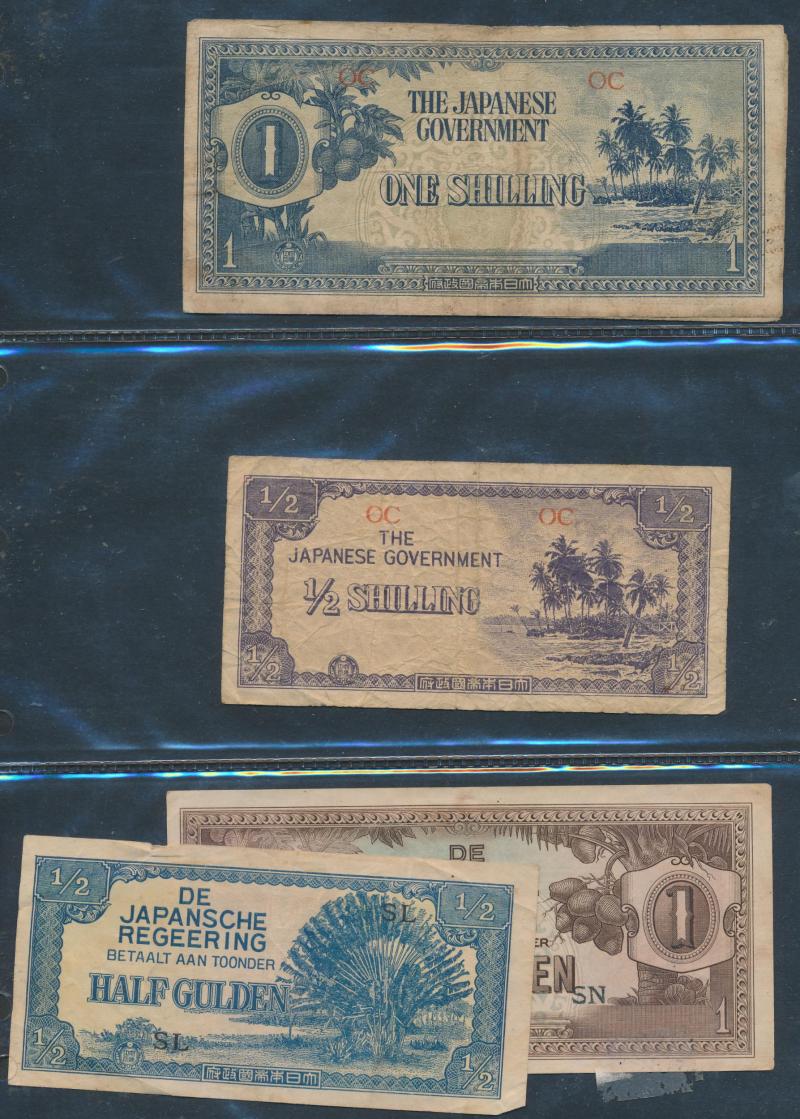 OC OC
THE JAPANESE
GOVERNMENT
1
ONE SHILLING
1 1
大日本帝國政府
1/2 1/2
OC OC
THE
JAPANESE GOVERNMENT
1/2 SHILLING
1/2 1/2
大日本帝國政府
DE
1
SN
1
1/2 1/2
DE
JAPANSCHE
REGEERING
SL
BETAALT AAN TOONDER
HALF GULDEN
SL
1/2 1/2
大日本帝國政府